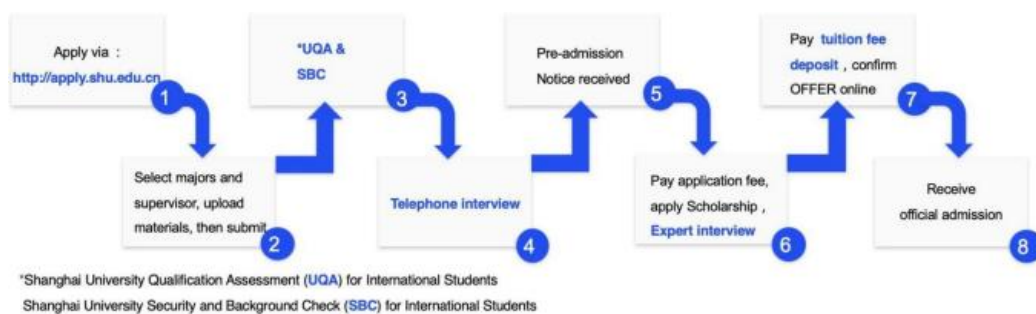 Apply via :
http://apply.shu.edu.cn
1
Select majors and
supervisor, upload
materials, then submit
2
*UQA &
SBC
3
Telephone interview
4
Pre-admission
Notice received
5
Pay application fee,
apply Scholarship ,
Expert interview
6
Pay tuition fee
deposit , confirm
OFFER online
7
Receive
official admission
8
*Shanghai University Qualification Assessment (UQA) for International Students
Shanghai University Security and Background Check (SBC) for International Students